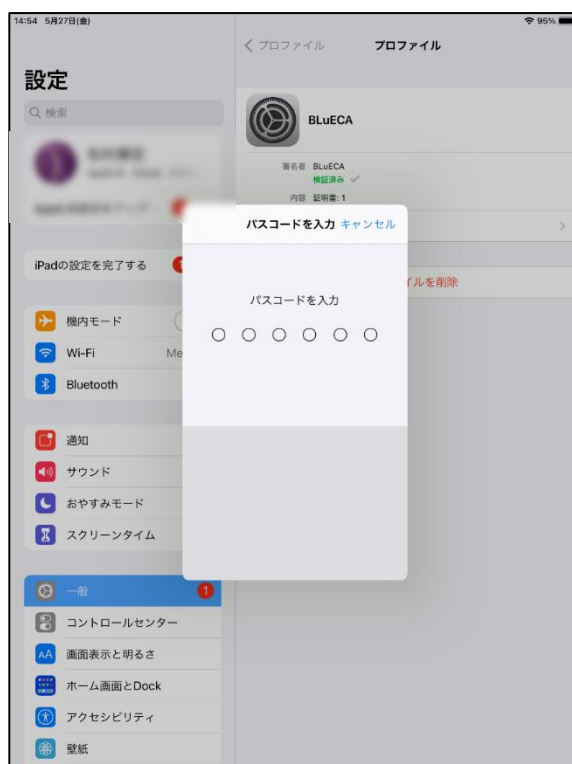 14:54 5月27日(金)
95%
プロファイル
プロファイル
設定
検索
BLuECA
署名者 BLuECA
検証済み
内容 証明書: 1
パスコードを入力 キャンセル
iPadの設定を完了する
イルを削除
パスコードを入力
機内モード
Wi-Fi
Me
Bluetooth
通知
サウンド
おやすみモード
スクリーンタイム
一般
1
コントロールセンター
AA
画面表示と明るさ
ホーム画面とDock
アクセシビリティ
壁紙